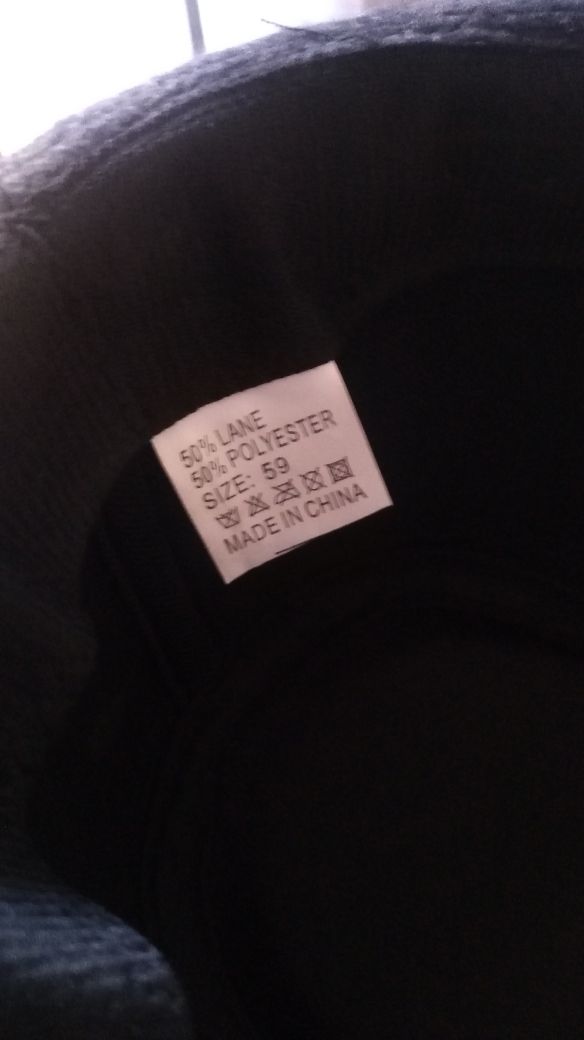 50% LANE
50% POLYESTER
SIZE: 59
MADE IN CHINA